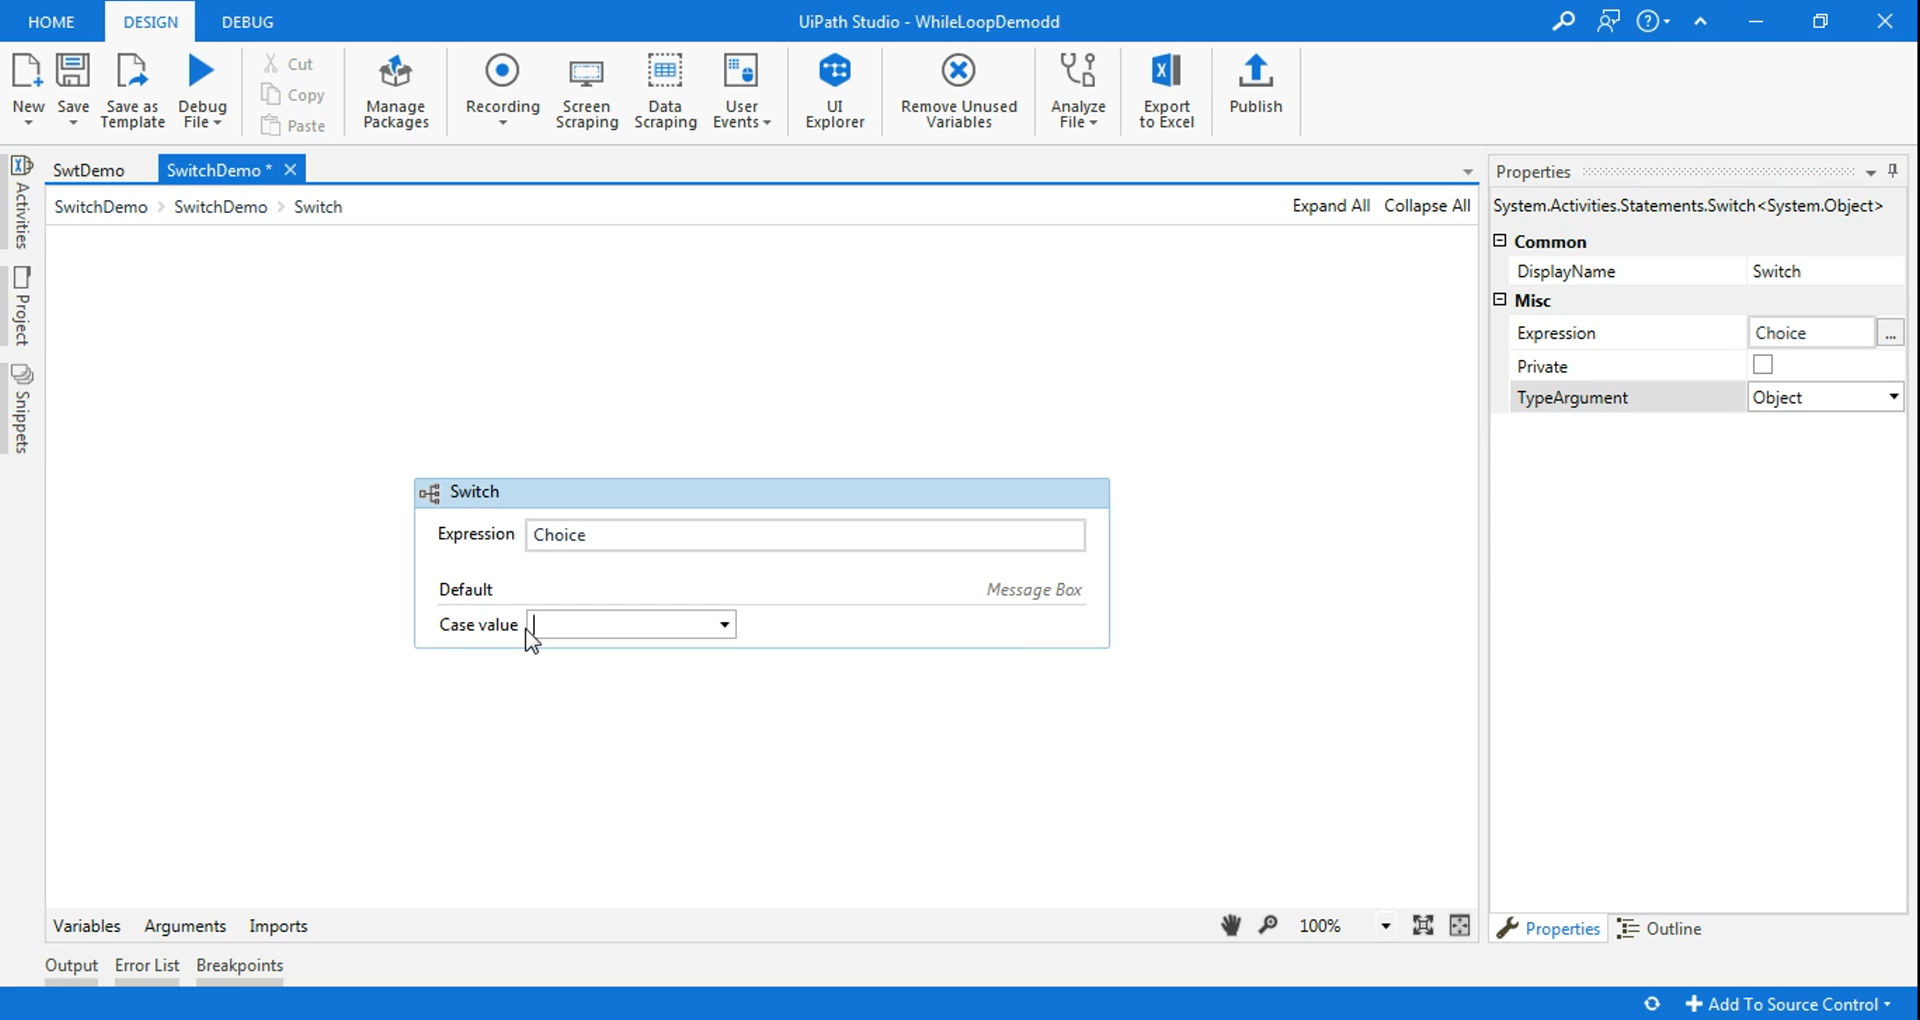 HOME DESIGN DEBUG UiPath Studio - WhileLoopDemodd
New Save Save as Template Debug File Cut Copy Paste Manage Packages Recording Screen Scraping Data Scraping User Events UI Explorer Remove Unused Variables Analyze File Export to Excel Publish
Activities
Project
Snippets
SwtDemo SwitchDemo *
SwitchDemo SwitchDemo Switch Expand All Collapse All
Switch
Expression Choice
Default Message Box
Case value
Variables Arguments Imports 100%
Properties
System.Activities.Statements.Switch<System.Object>
Common
DisplayName Switch
Misc
Expression Choice ...
Private
TypeArgument Object
Properties Outline
Output Error List Breakpoints
Add To Source Control